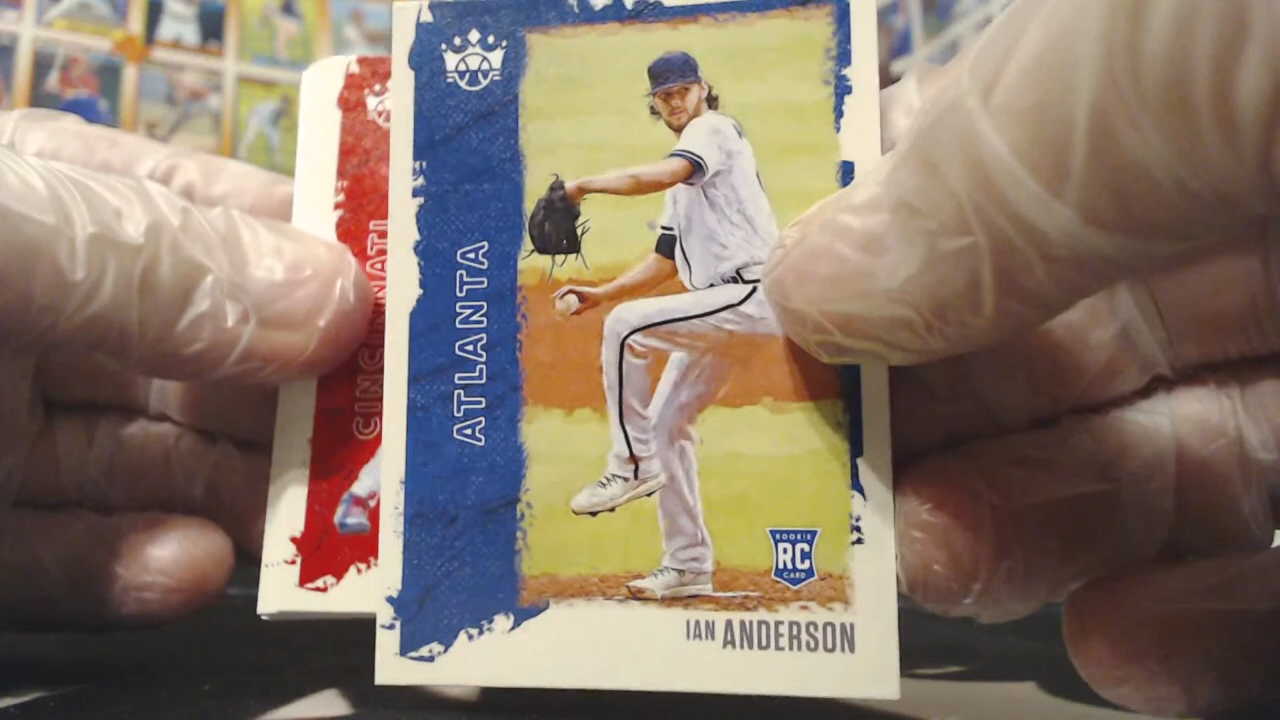 CINCINNATI
ATLANTA
ROOKIE
RC
CARD
IAN ANDERSON